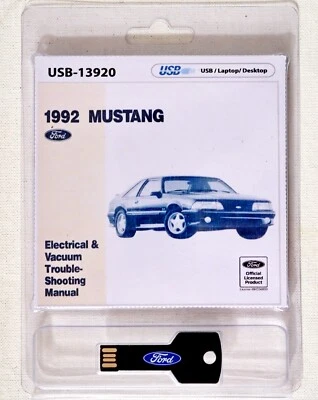 USB-13920
USB
USB / Laptop/ Desktop
1992 MUSTANG
Ford
Electrical &
Vacuum
Trouble-
Shooting
Manual
Ford
Official
Licensed
Product
Ford